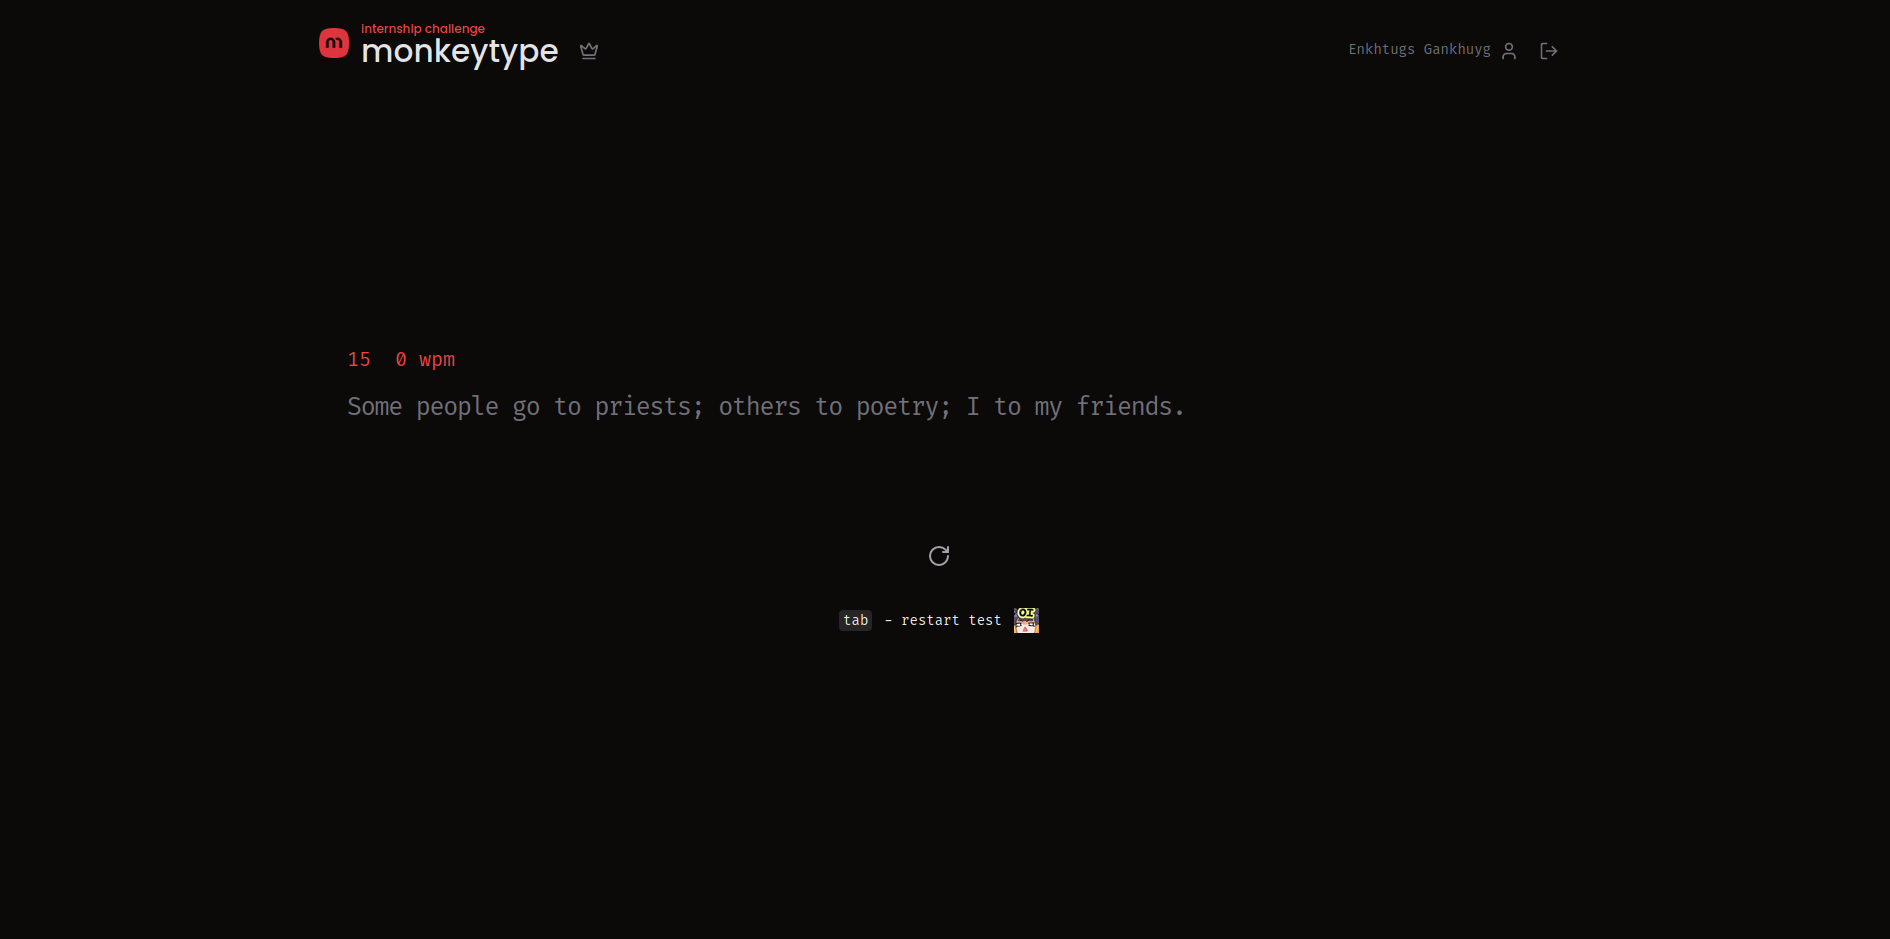 internship challenge
monkeytype
Enkhtugs Gankhuyg
15 0 wpm
Some people go to priests; others to poetry; I to my friends.
tab - restart test
OI